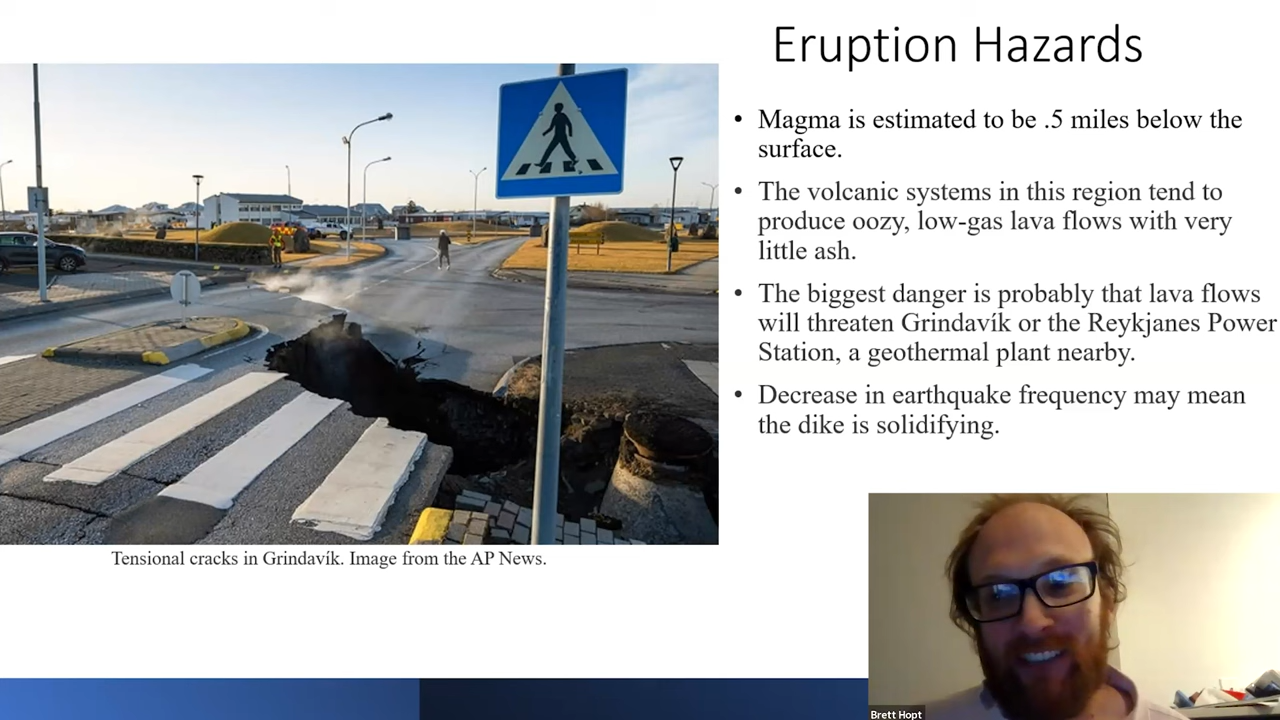 Eruption Hazards
• Magma is estimated to be .5 miles below the
surface.
• The volcanic systems in this region tend to
produce oozy, low-gas lava flows with very
little ash.
• The biggest danger is probably that lava flows
will threaten Grindavík or the Reykjanes Power
Station, a geothermal plant nearby.
• Decrease in earthquake frequency may mean
the dike is solidifying.
Tensional cracks in Grindavík. Image from the AP News.
Brett Hopt